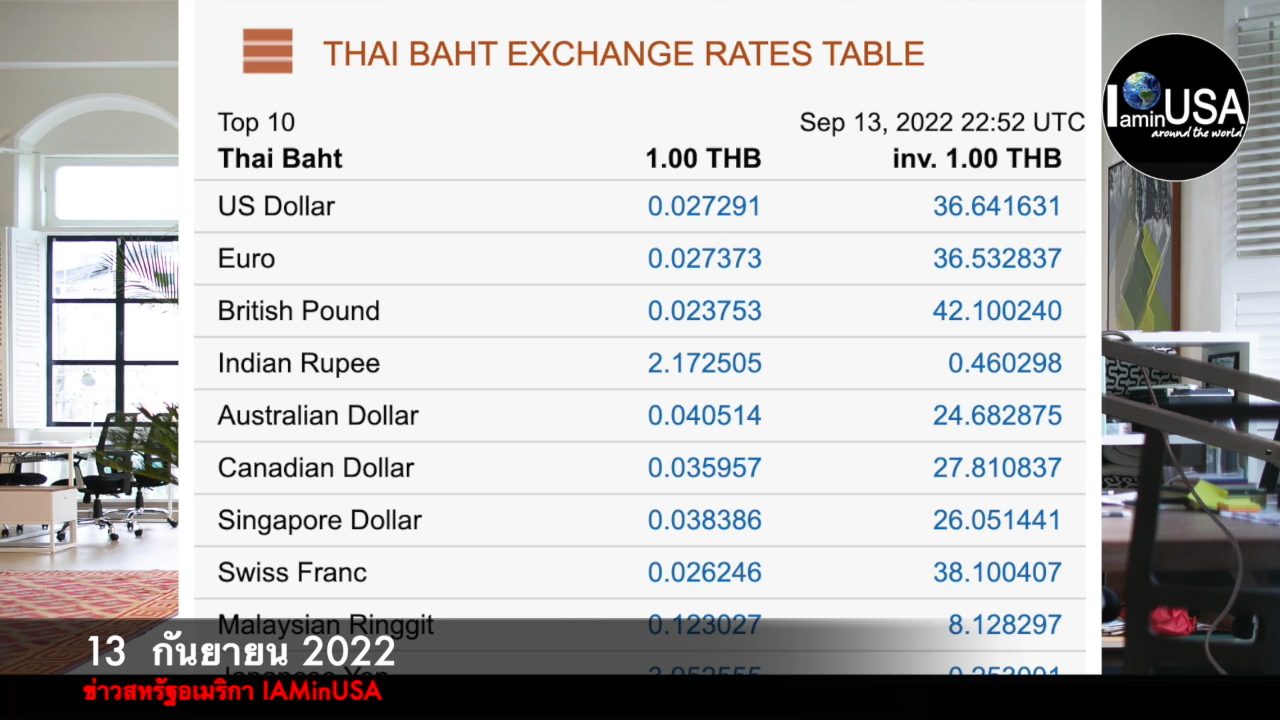 THAI BAHT EXCHANGE RATES TABLE
Top 10 Sep 13, 2022 22:52 UTC
Thai Baht 1.00 THB inv. 1.00 THB
US Dollar 0.027291 36.641631
Euro 0.027373 36.532837
British Pound 0.023753 42.100240
Indian Rupee 2.172505 0.460298
Australian Dollar 0.040514 24.682875
Canadian Dollar 0.035957 27.810837
Singapore Dollar 0.038386 26.051441
Swiss Franc 0.026246 38.100407
Malaysian Ringgit 0.123027 8.128297
13 กันยายน 2022
ข่าวสหรัฐอเมริกา IAMinUSA
I aminUSA
around the world